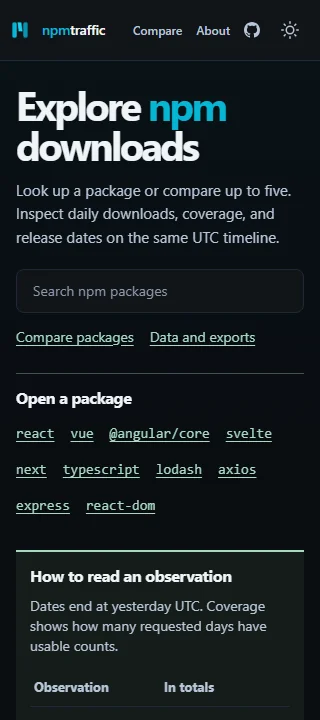 npmtraffic Compare About
Explore npm
downloads
Look up a package or compare up to five.
Inspect daily downloads, coverage, and
release dates on the same UTC timeline.
Search npm packages
Compare packages Data and exports
Open a package
react vue @angular/core svelte
next typescript lodash axios
express react-dom
How to read an observation
Dates end at yesterday UTC. Coverage
shows how many requested days have
usable counts.
Observation In totals